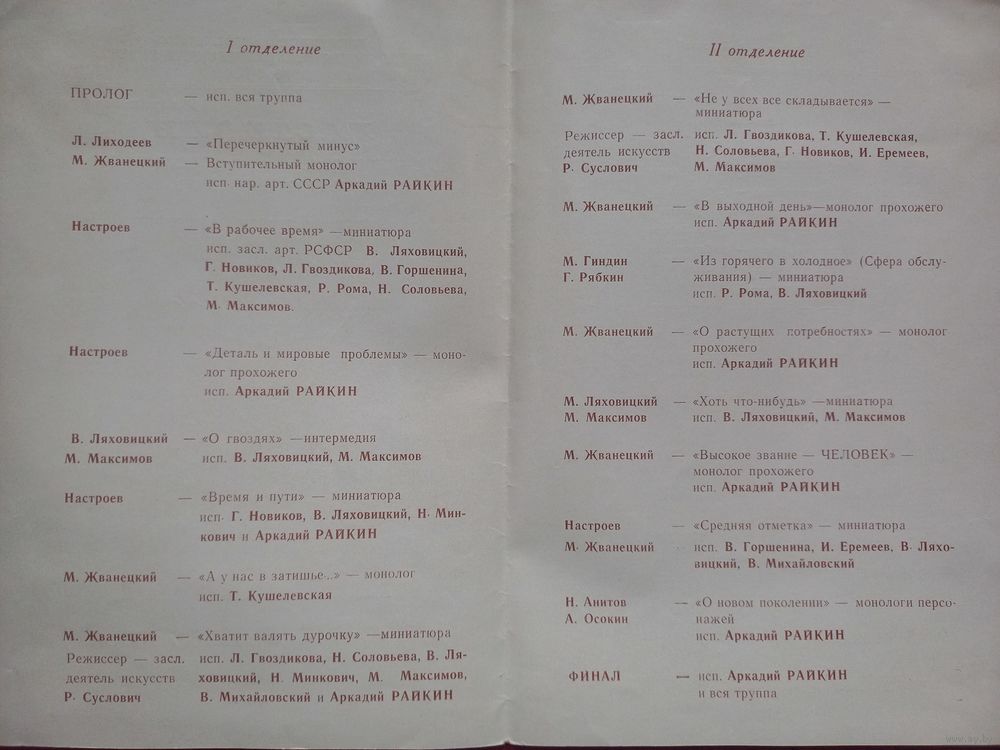 I отделение
ПРОЛОГ — исп. вся труппа
Л. Лиходеев — «Перечеркнутый минус»
М. Жванецкий — Вступительный монолог
исп. нар. арт. СССР Аркадий РАЙКИН
Настроев — «В рабочее время» —миниатюра
исп. засл. арт. РСФСР В. Ляховицкий,
Г. Новиков, Л. Гвоздикова, В. Горшенина,
Т. Кушелевская, Р. Рома, Н. Соловьева,
М. Максимов.
Настроев — «Деталь и мировые проблемы» — моно-
лог прохожего
исп. Аркадий РАЙКИН
В. Ляховицкий — «О гвоздях» —интермедия
М. Максимов исп. В. Ляховицкий, М. Максимов
Настроев — «Время и пути» — миниатюра
исп. Г. Новиков, В. Ляховицкий, Н. Мин-
кович и Аркадий РАЙКИН
М. Жванецкий — «А у нас в затишье...» — монолог
исп. Т. Кушелевская
М. Жванецкий — «Хватит валять дурочку» —миниатюра
Режиссер — засл. исп. Л. Гвоздикова, Н. Соловьева, В. Ля-
деятель искусств ховицкий, Н. Минкович, М. Максимов,
Р. Суслович В. Михайловский и Аркадий РАЙКИН
II отделение
М. Жванецкий — «Не у всех все складывается» —
миниатюра
Режиссер — засл. исп. Л. Гвоздикова, Т. Кушелевская,
деятель искусств Н. Соловьева, Г. Новиков, И. Еремеев,
Р. Суслович М. Максимов
М. Жванецкий — «В выходной день»—монолог прохожего
исп. Аркадий РАЙКИН
М. Гиндин — «Из горячего в холодное» (Сфера обслу-
Г. Рябкин живания) — миниатюра
исп. Р. Рома, В. Ляховицкий
М. Жванецкий — «О растущих потребностях» — монолог
прохожего
исп. Аркадий РАЙКИН
М. Ляховицкий — «Хоть что-нибудь» —миниатюра
М. Максимов исп. В. Ляховицкий, М. Максимов
М. Жванецкий — «Высокое звание — ЧЕЛОВЕК» —
монолог прохожего
исп. Аркадий РАЙКИН
Настроев — «Средняя отметка» — миниатюра
М. Жванецкий исп. В. Горшенина, И. Еремеев, В. Ляхо-
вицкий, В. Михайловский
Н. Анитов — «О новом поколении» — монологи персо-
А. Осокин нажей
исп. Аркадий РАЙКИН
ФИНАЛ — исп. Аркадий РАЙКИН
и вся труппа